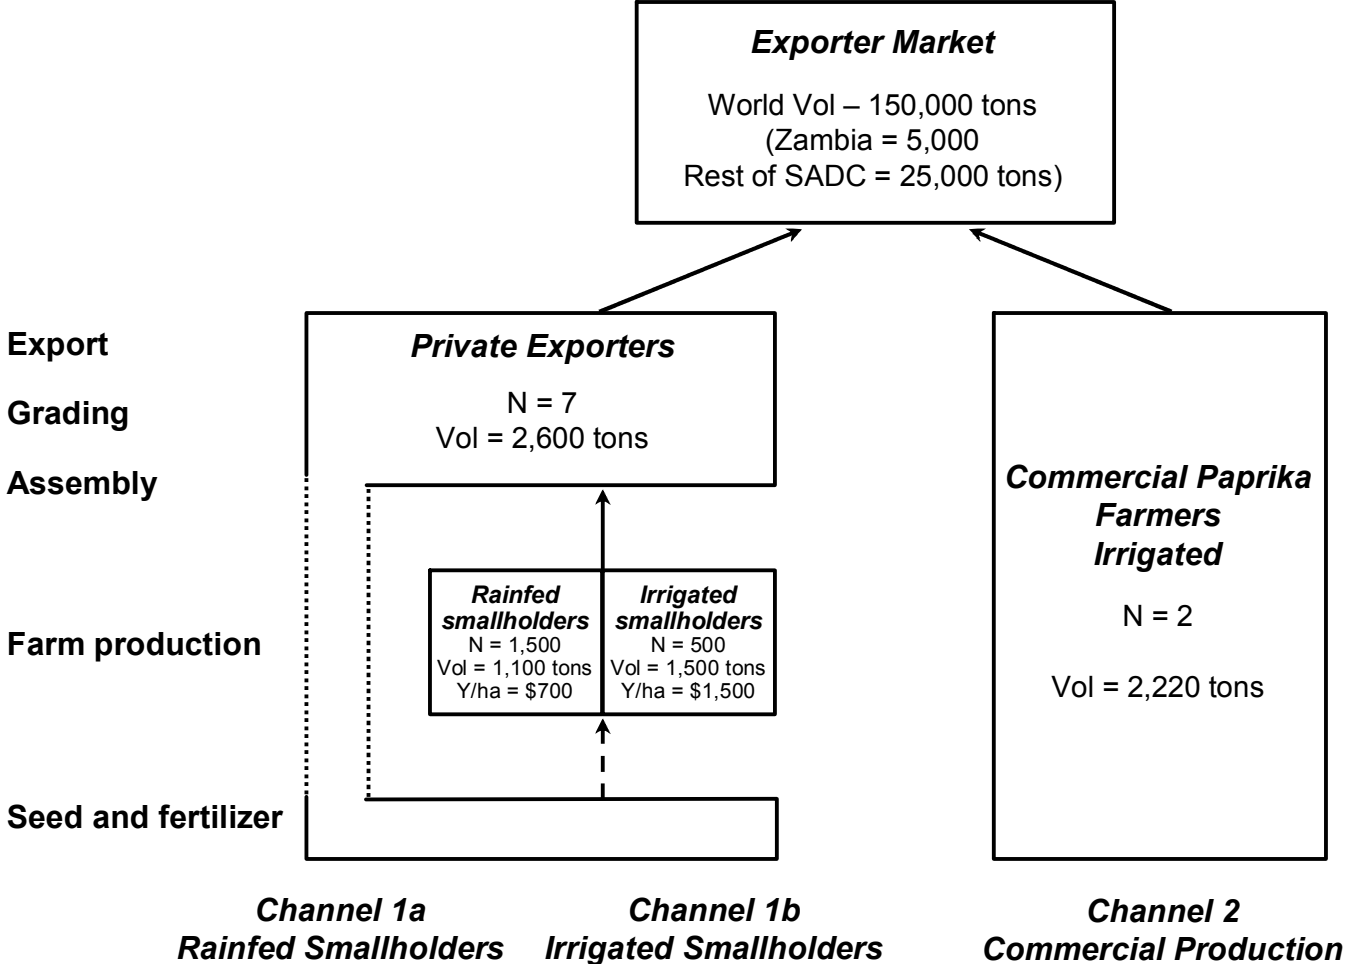 Exporter Market
World Vol – 150,000 tons
(Zambia = 5,000
Rest of SADC = 25,000 tons)
Export
Grading
Assembly
Farm production
Seed and fertilizer
Private Exporters
N = 7
Vol = 2,600 tons
Rainfed
smallholders
N = 1,500
Vol = 1,100 tons
Y/ha = $700
Irrigated
smallholders
N = 500
Vol = 1,500 tons
Y/ha = $1,500
Commercial Paprika
Farmers
Irrigated
N = 2
Vol = 2,220 tons
Channel 1a
Rainfed Smallholders
Channel 1b
Irrigated Smallholders
Channel 2
Commercial Production